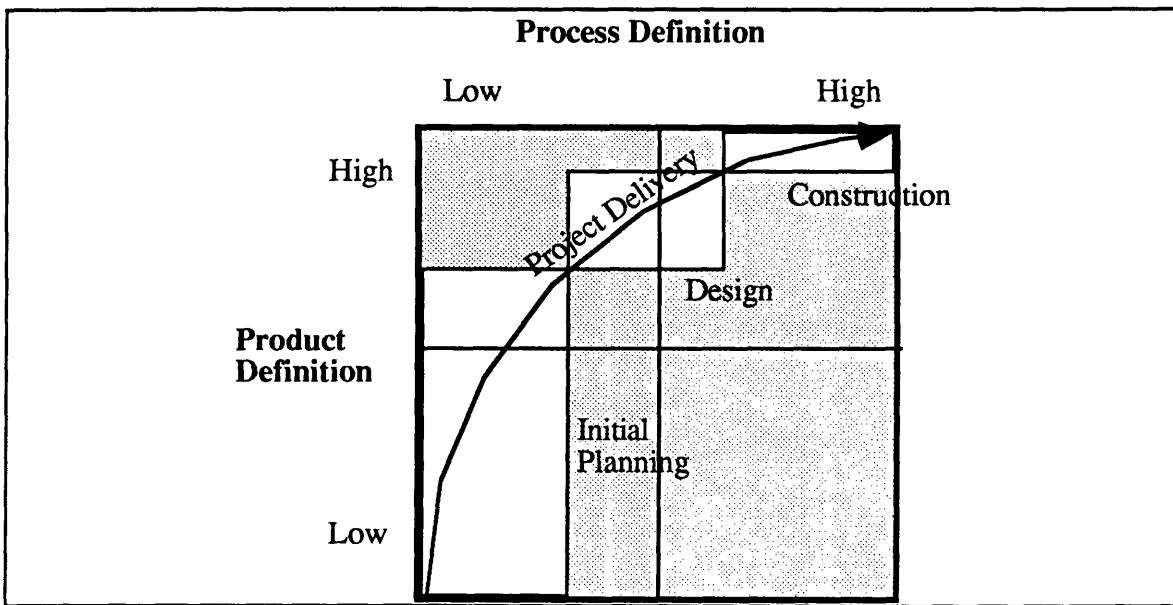 Process Definition
Low High
High
Project Delivery
Construction
Design
Product
Definition
Initial
Planning
Low